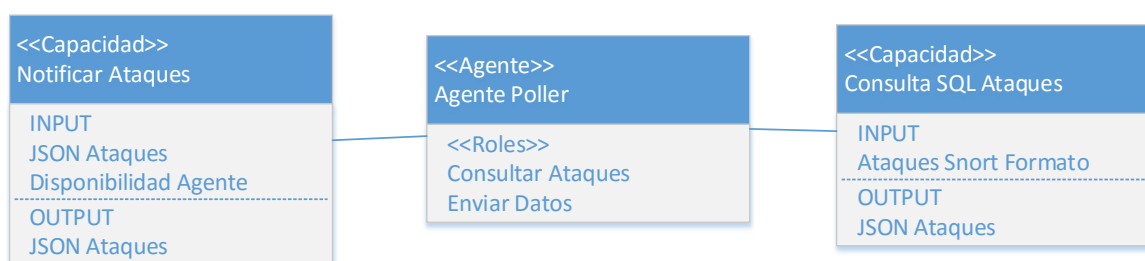 <<Capacidad>>
Notificar Ataques
INPUT
JSON Ataques
Disponibilidad Agente
OUTPUT
JSON Ataques
<<Agente>>
Agente Poller
<<Roles>>
Consultar Ataques
Enviar Datos
<<Capacidad>>
Consulta SQL Ataques
INPUT
Ataques Snort Formato
OUTPUT
JSON Ataques